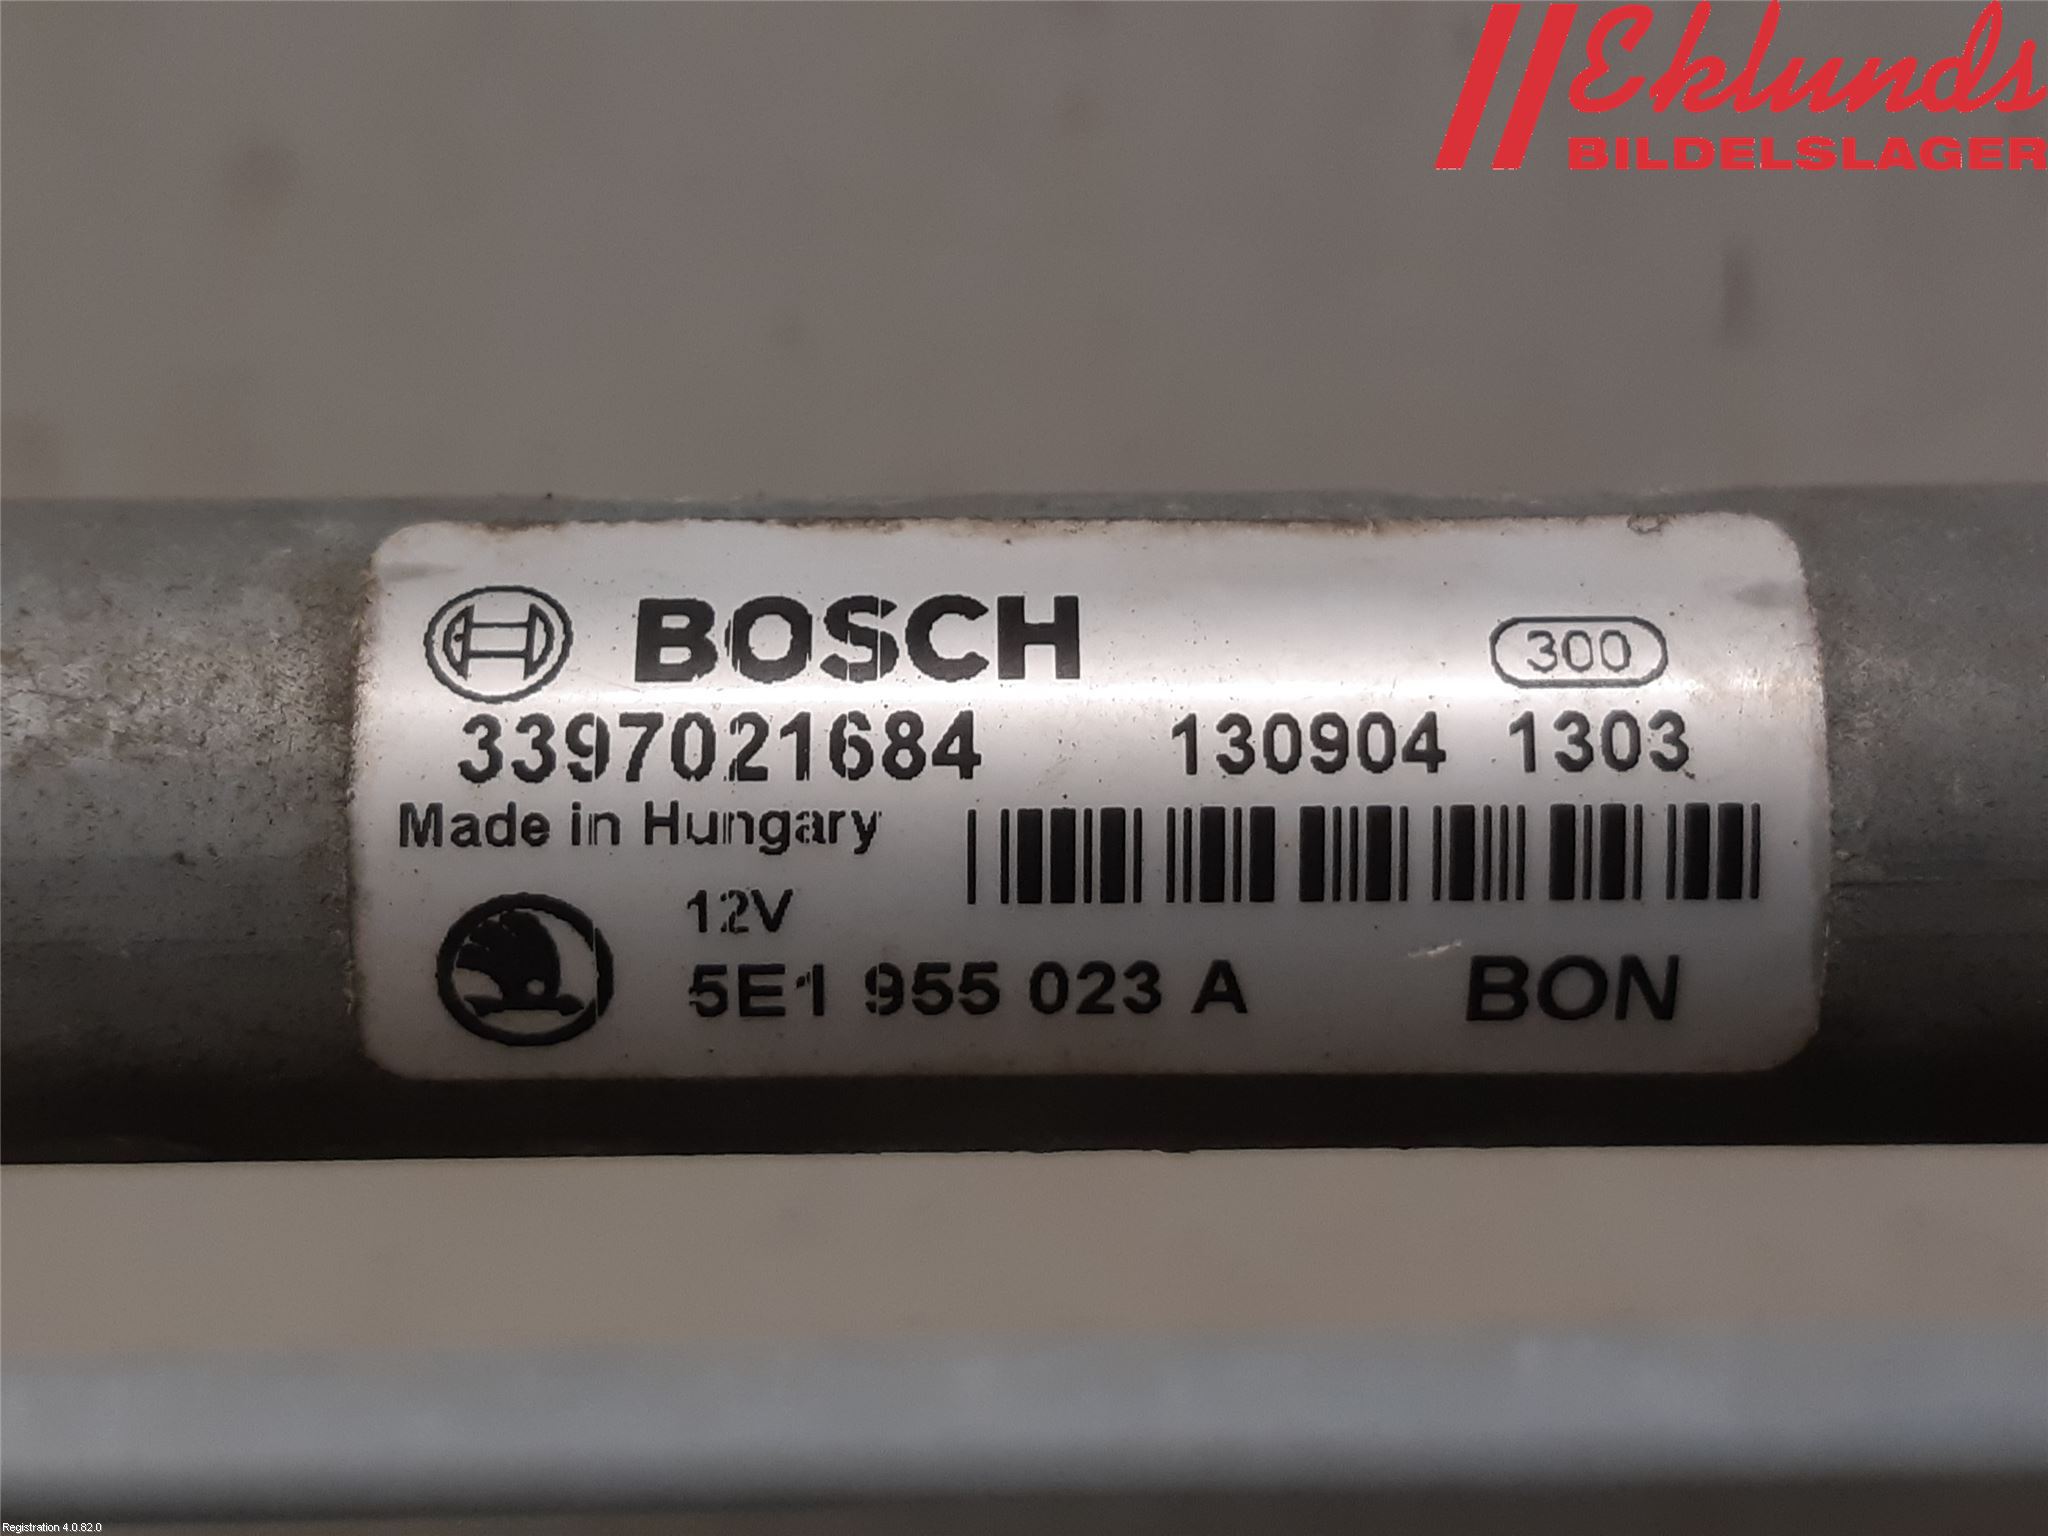 Eklunds
BILDELSLAGER
BOSCH
300
3397021684 130904 1303
Made in Hungary
12V
5E1 955 023 A BON
Registration 4.0.82.0